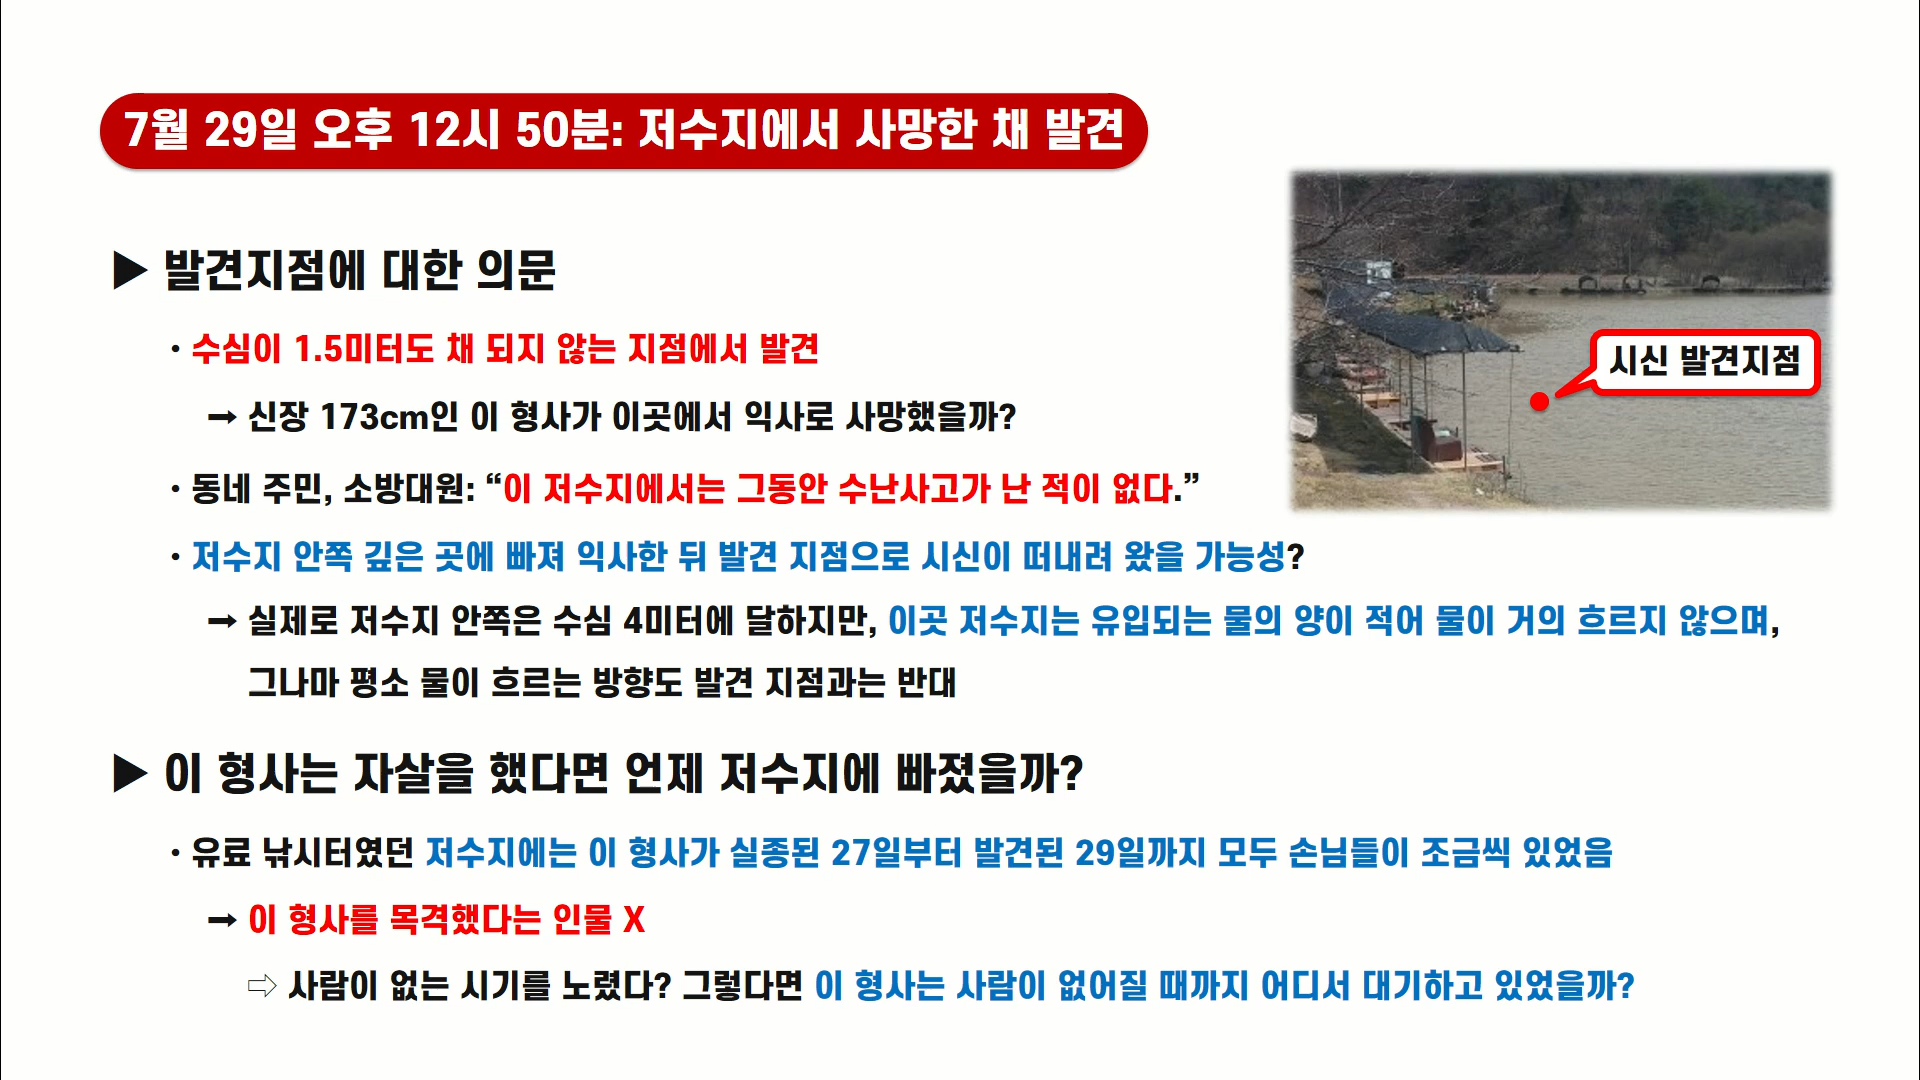 7월 29일 오후 12시 50분: 저수지에서 사망한 채 발견
▶ 발견지점에 대한 의문
· 수심이 1.5미터도 채 되지 않는 지점에서 발견
➞ 신장 173cm인 이 형사가 이곳에서 익사로 사망했을까?
시신 발견지점
· 동네 주민, 소방대원: “이 저수지에서는 그동안 수난사고가 난 적이 없다.”
· 저수지 안쪽 깊은 곳에 빠져 익사한 뒤 발견 지점으로 시신이 떠내려 왔을 가능성?
➞ 실제로 저수지 안쪽은 수심 4미터에 달하지만, 이곳 저수지는 유입되는 물의 양이 적어 물이 거의 흐르지 않으며,
그나마 평소 물이 흐르는 방향도 발견 지점과는 반대
▶ 이 형사는 자살을 했다면 언제 저수지에 빠졌을까?
· 유료 낚시터였던 저수지에는 이 형사가 실종된 27일부터 발견된 29일까지 모두 손님들이 조금씩 있었음
➞ 이 형사를 목격했다는 인물 X
⇨ 사람이 없는 시기를 노렸다? 그렇다면 이 형사는 사람이 없어질 때까지 어디서 대기하고 있었을까?